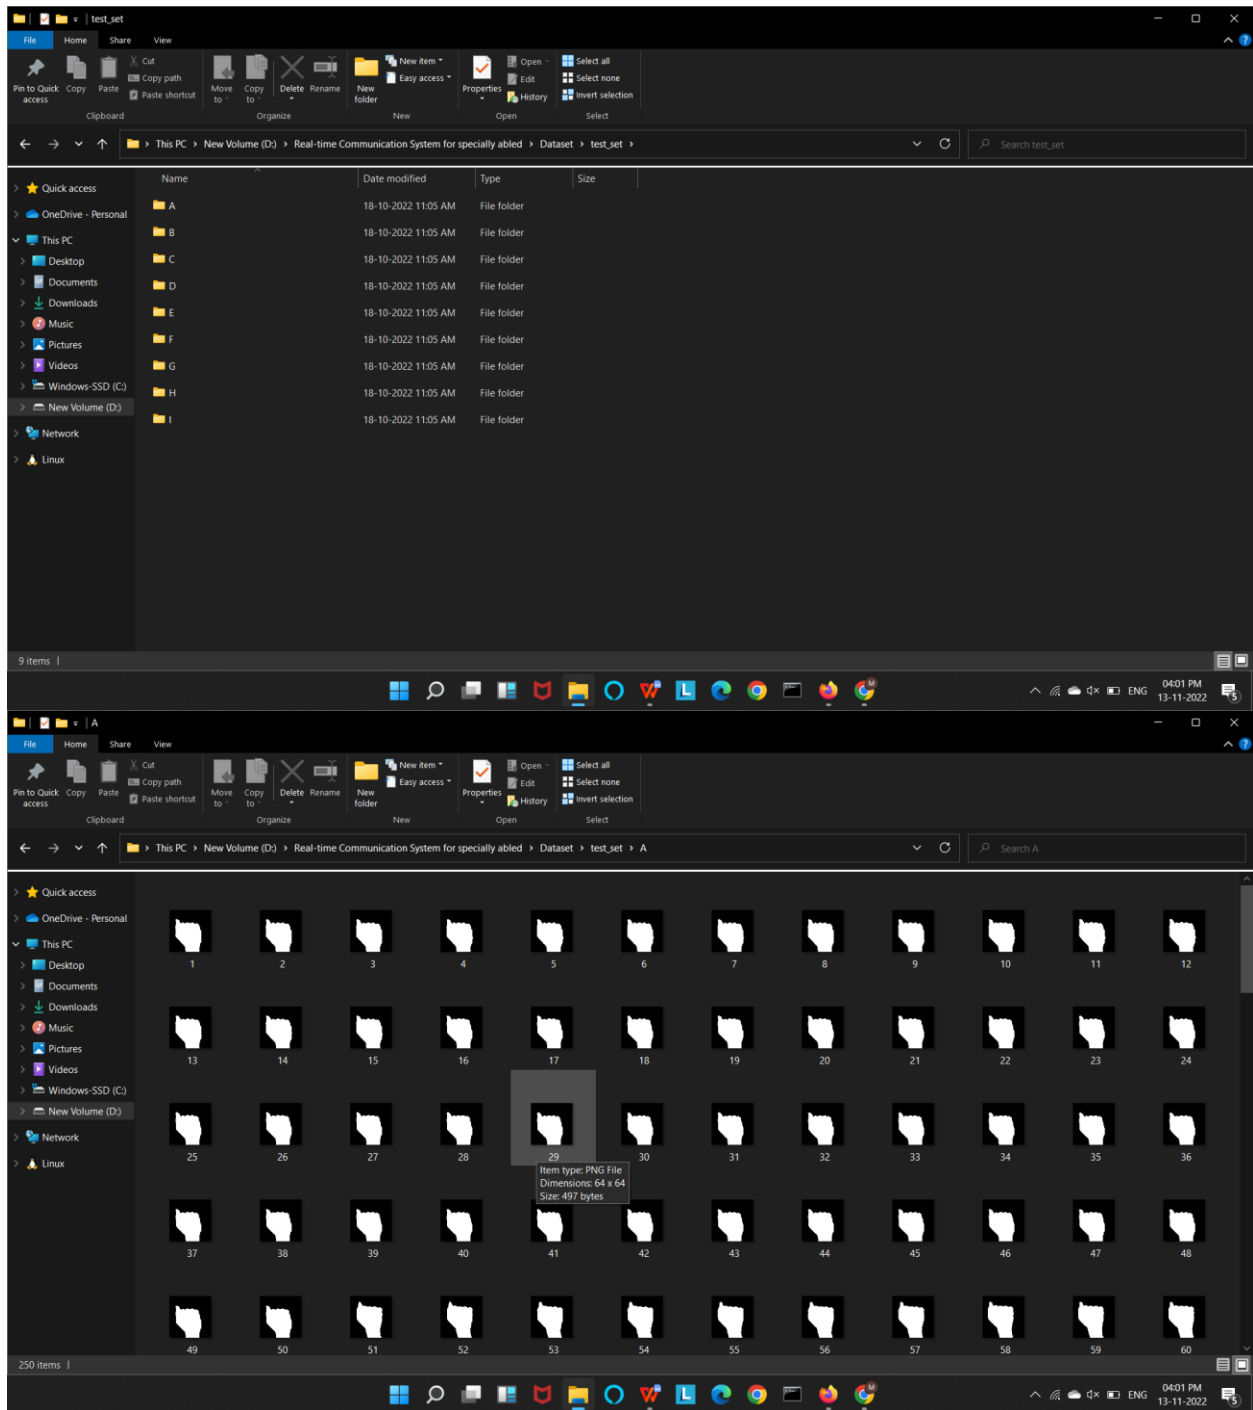 test_set
File Home Share View
Pin to Quick access
Copy
Paste
Cut
Copy path
Paste shortcut
Clipboard
Move to
Copy to
Delete
Rename
Organize
New folder
New item
Easy access
New
Properties
Open
Edit
History
Open
Select all
Select none
Invert selection
Select
This PC > New Volume (D:) > Real-time Communication System for specially abled > Dataset > test_set >
Search test_set
Quick access
OneDrive - Personal
This PC
Desktop
Documents
Downloads
Music
Pictures
Videos
Windows-SSD (C:)
New Volume (D:)
Network
Linux
Name Date modified Type Size
A 18-10-2022 11:05 AM File folder
B 18-10-2022 11:05 AM File folder
C 18-10-2022 11:05 AM File folder
D 18-10-2022 11:05 AM File folder
E 18-10-2022 11:05 AM File folder
F 18-10-2022 11:05 AM File folder
G 18-10-2022 11:05 AM File folder
H 18-10-2022 11:05 AM File folder
I 18-10-2022 11:05 AM File folder
9 items
ENG
04:01 PM
13-11-2022
5
A
File Home Share View
Pin to Quick access
Copy
Paste
Cut
Copy path
Paste shortcut
Clipboard
Move to
Copy to
Delete
Rename
Organize
New folder
New item
Easy access
New
Properties
Open
Edit
History
Open
Select all
Select none
Invert selection
Select
This PC > New Volume (D:) > Real-time Communication System for specially abled > Dataset > test_set > A
Search A
Quick access
OneDrive - Personal
This PC
Desktop
Documents
Downloads
Music
Pictures
Videos
Windows-SSD (C:)
New Volume (D:)
Network
Linux
1 2 3 4 5 6 7 8 9 10 11 12
13 14 15 16 17 18 19 20 21 22 23 24
25 26 27 28 29 30 31 32 33 34 35 36
Item type: PNG File
Dimensions: 64 x 64
Size: 497 bytes
37 38 39 40 41 42 43 44 45 46 47 48
49 50 51 52 53 54 55 56 57 58 59 60
250 items
ENG
04:01 PM
13-11-2022
5